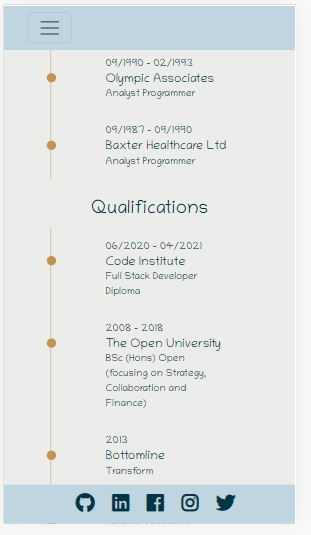 09/1990 - 02/1993
Olympic Associates
Analyst Programmer
09/1987 - 09/1990
Baxter Healthcare Ltd
Analyst Programmer
Qualifications
06/2020 - 04/2021
Code Institute
Full Stack Developer
Diploma
2008 - 2018
The Open University
BSc (Hons) Open
(focusing on Strategy,
Collaboration and
Finance)
2013
Bottomline
Transform